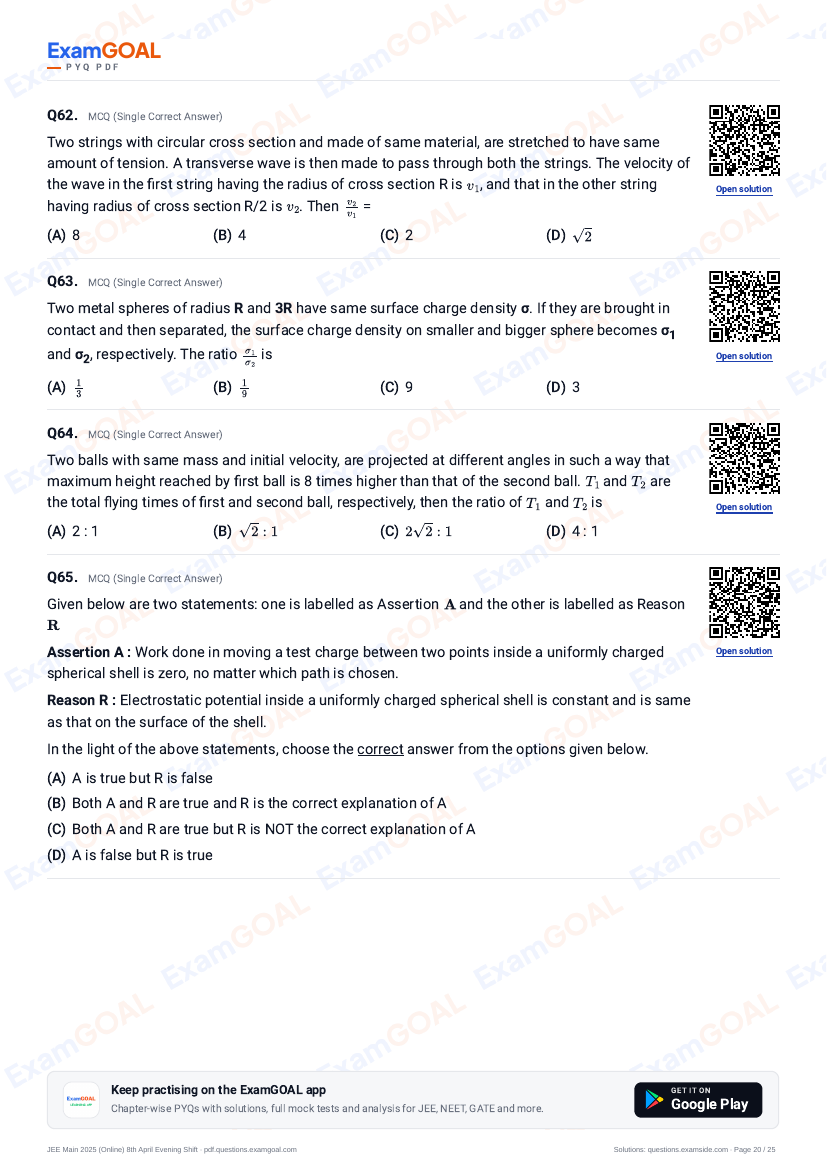 ExamGOAL
PYQ PDF
Q62. MCQ (Single Correct Answer)
Two strings with circular cross section and made of same material, are stretched to have same
amount of tension. A transverse wave is then made to pass through both the strings. The velocity of
the wave in the first string having the radius of cross section R is v₁, and that in the other string
having radius of cross section R/2 is v₂. Then v₂/v₁ =
(A) 8 (B) 4 (C) 2 (D) √2
Open solution
Q63. MCQ (Single Correct Answer)
Two metal spheres of radius R and 3R have same surface charge density σ. If they are brought in
contact and then separated, the surface charge density on smaller and bigger sphere becomes σ₁
and σ₂, respectively. The ratio σ₁/σ₂ is
(A) 1/3 (B) 1/9 (C) 9 (D) 3
Open solution
Q64. MCQ (Single Correct Answer)
Two balls with same mass and initial velocity, are projected at different angles in such a way that
maximum height reached by first ball is 8 times higher than that of the second ball. T₁ and T₂ are
the total flying times of first and second ball, respectively, then the ratio of T₁ and T₂ is
(A) 2 : 1 (B) √2 : 1 (C) 2√2 : 1 (D) 4 : 1
Open solution
Q65. MCQ (Single Correct Answer)
Given below are two statements: one is labelled as Assertion A and the other is labelled as Reason
R
Assertion A : Work done in moving a test charge between two points inside a uniformly charged
spherical shell is zero, no matter which path is chosen.
Reason R : Electrostatic potential inside a uniformly charged spherical shell is constant and is same
as that on the surface of the shell.
In the light of the above statements, choose the correct answer from the options given below.
(A) A is true but R is false
(B) Both A and R are true and R is the correct explanation of A
(C) Both A and R are true but R is NOT the correct explanation of A
(D) A is false but R is true
Open solution
ExamGOAL
Keep practising on the ExamGOAL app
Chapter-wise PYQs with solutions, full mock tests and analysis for JEE, NEET, GATE and more.
GET IT ON
Google Play
JEE Main 2025 (Online) 8th April Evening Shift · pdf.questions.examgoal.com
Solutions: questions.examside.com · Page 20 / 25